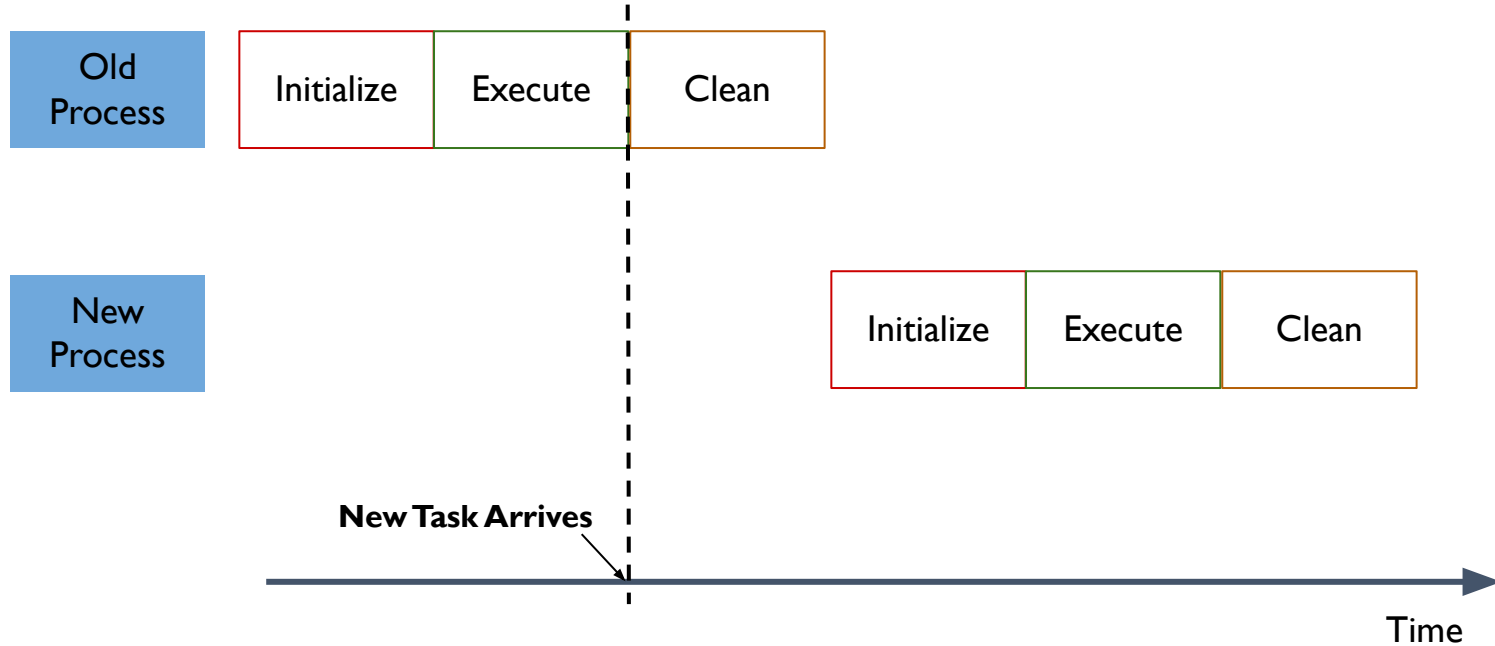 Old
Process
Initialize
Execute
Clean
New
Process
Initialize
Execute
Clean
New Task Arrives
Time